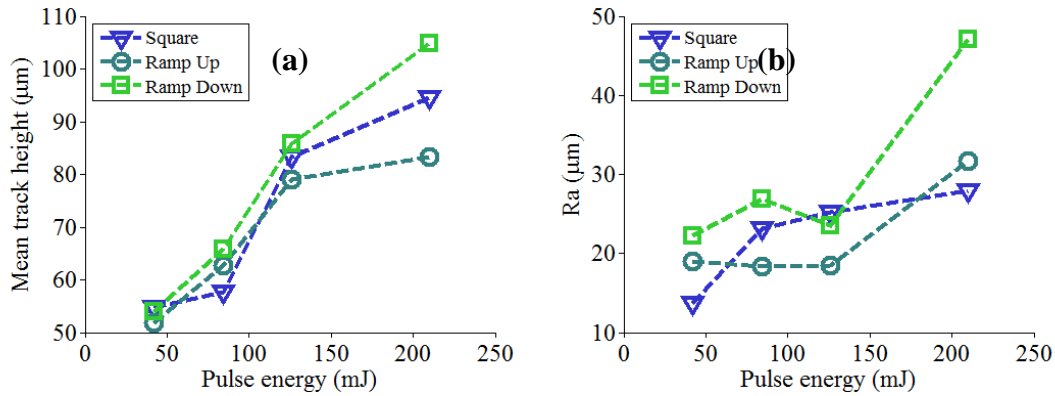 110
100
90
80
70
60
50
0
50
100
150
200
250
Mean track height (μm)
Pulse energy (mJ)
Square
Ramp Up
Ramp Down
(a)
50
40
30
20
10
0
50
100
150
200
250
Ra (μm)
Pulse energy (mJ)
Square
Ramp Up
Ramp Down
(b)